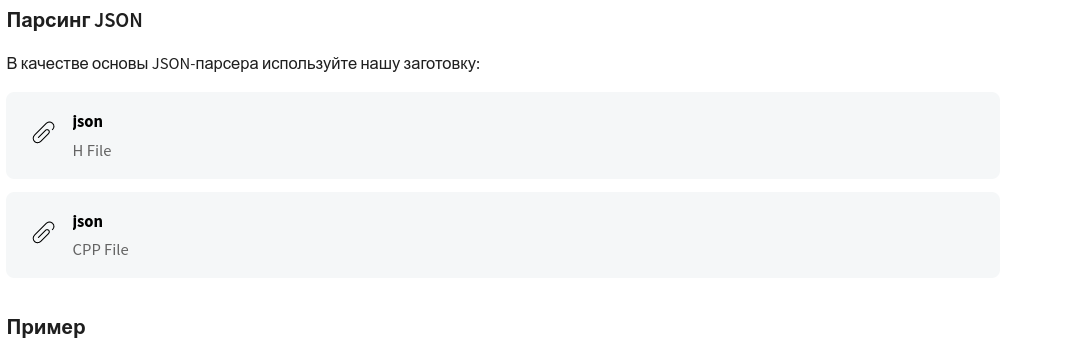 Парсинг JSON
В качестве основы JSON-парсера используйте нашу заготовку:
json
H File
json
CPP File
Пример